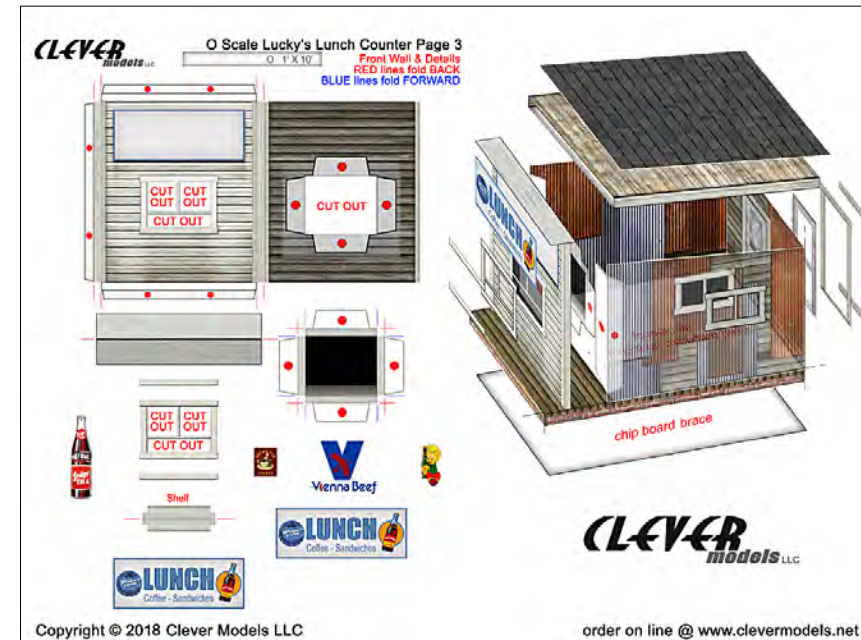 CLEVER
models LLC
O Scale Lucky's Lunch Counter Page 3
O 1' X 10'
Front Wall & Details
RED lines fold BACK
BLUE lines fold FORWARD
CUT OUT
CUT OUT
CUT OUT
CUT OUT
CUT OUT
CUT OUT
CUT OUT
Shelf
Vienna Beef
LUNCH
Coffee - Sandwiches
LUNCH
Coffee - Sandwiches
LUNCH
chip board brace
CLEVER
models LLC
Copyright © 2018 Clever Models LLC
order on line @ www.clevermodels.net